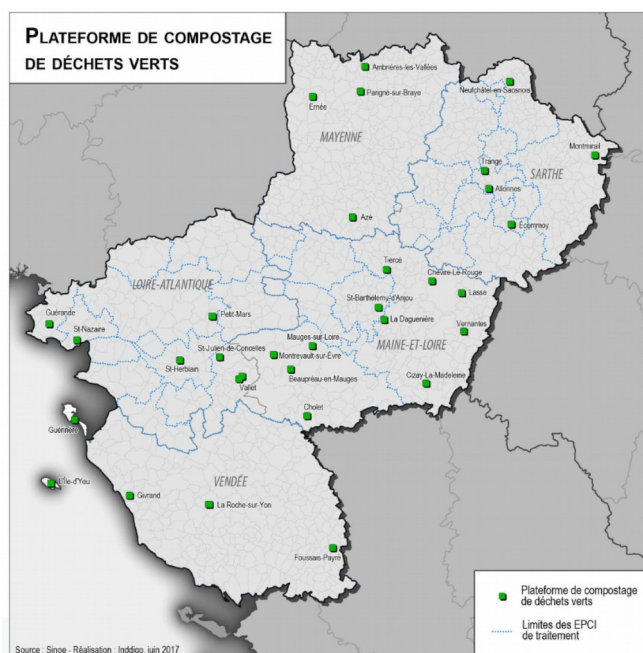 PLATEFORME DE COMPOSTAGE
DE DÉCHETS VERTS
Ambrières-les-Vallées
Neufchâtel-en-Saosnois
Parigné-sur-Braye
Ernée
MAYENNE
Montmirail
Trange
SARTHE
Allonnes
Azé
Écommoy
Tiercé
Cheviré-Le-Rouge
LOIRE-ATLANTIQUE
Lasse
St-Barthélemy-d'Anjou
Guérande
Petit-Mars
La Daguenière
St-Nazaire
Vernantes
Mauges-sur-Loire
MAINE-ET-LOIRE
St-Julien-de-Concelles
Montrevault-sur-Èvre
St-Herblain
Beaupréau-en-Mauges
Vallet
Cizay-La-Madeleine
Cholet
Guérinière
VENDÉE
L'Île-d'Yeu
Givrand
La Roche-sur-Yon
Foussais-Payré
Plateforme de compostage
de déchets verts
Limites des EPCI
de traitement
Source : Sinoe - Réalisation : Inddigo, juin 2017